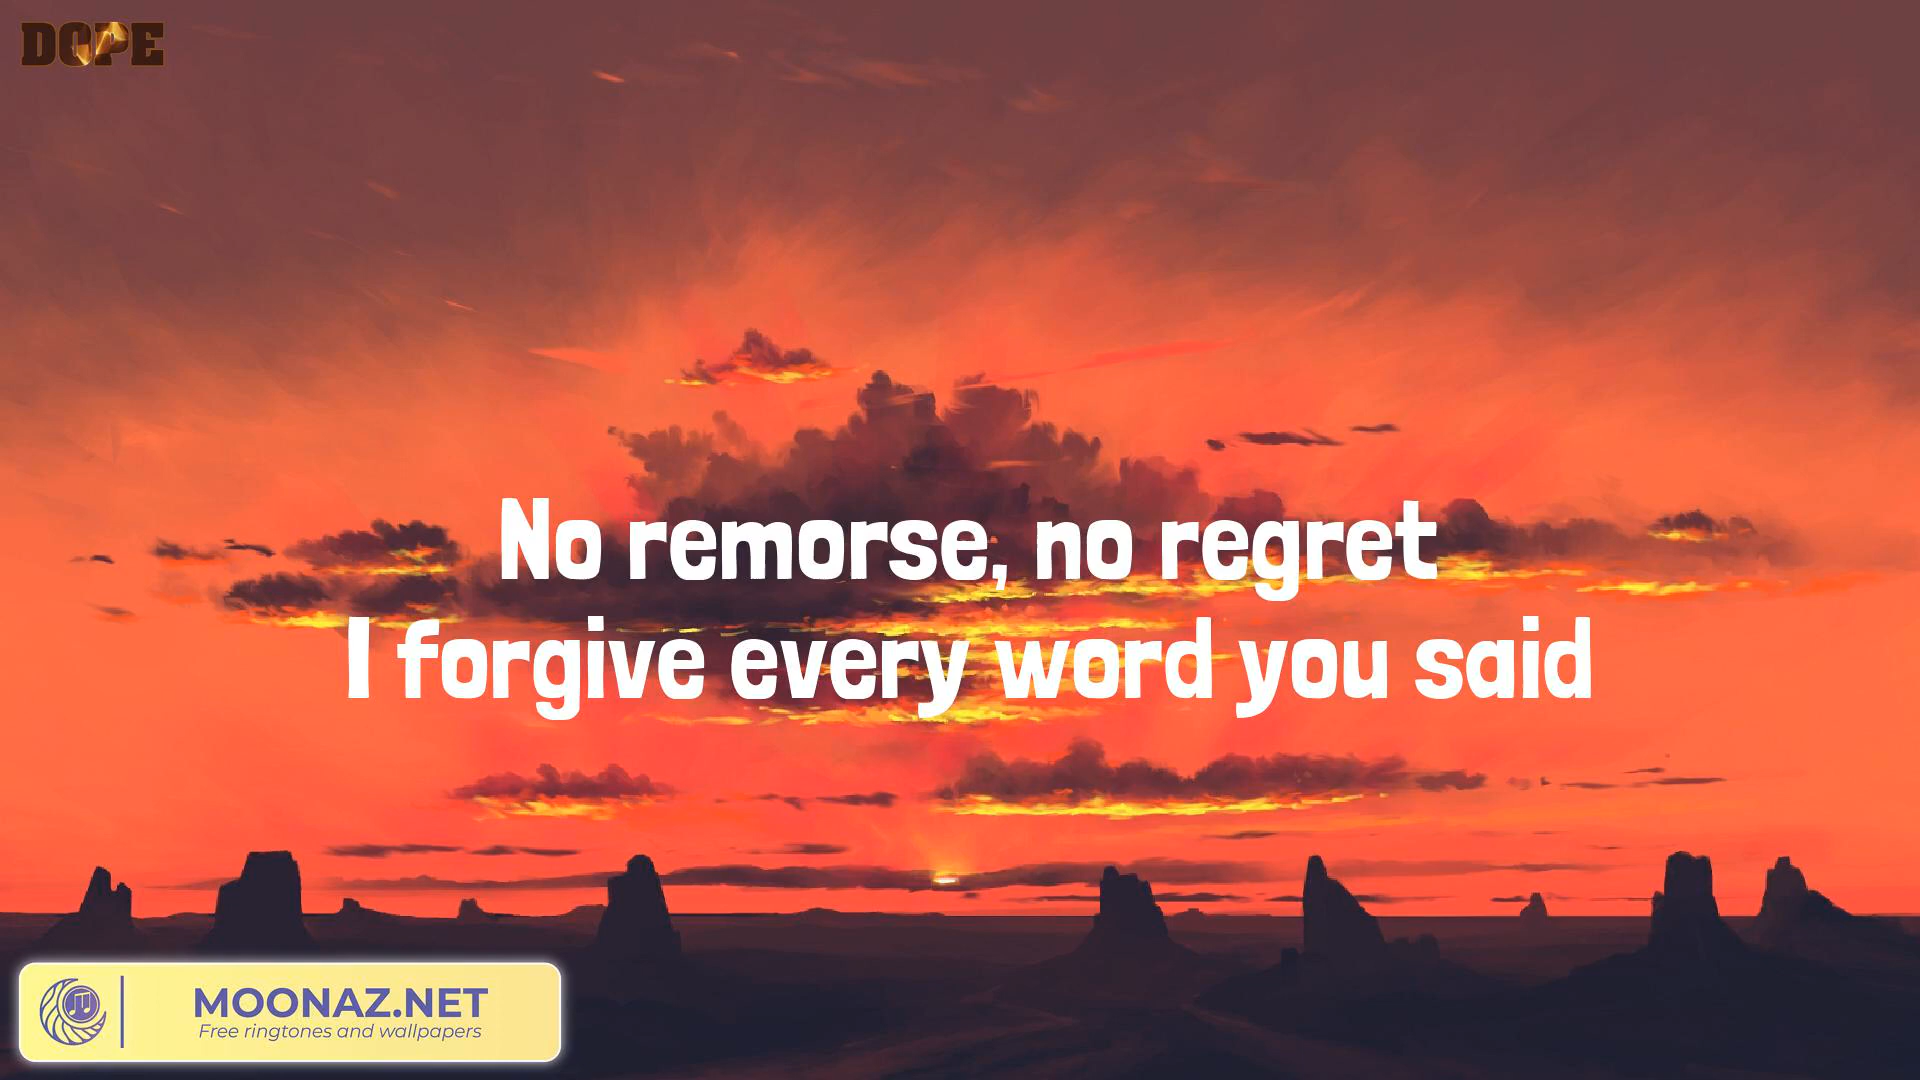 DOPE
No remorse, no regret
I forgive every word you said
MOONAZ.NET
Free ringtones and wallpapers